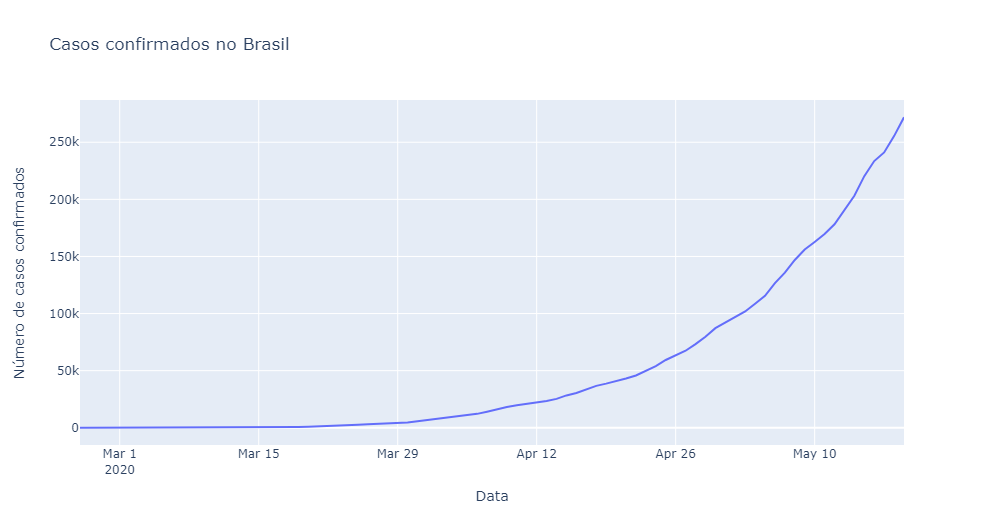 Casos confirmados no Brasil
Número de casos confirmados
250k
200k
150k
100k
50k
0
Mar 1
2020
Mar 15
Mar 29
Apr 12
Apr 26
May 10
Data